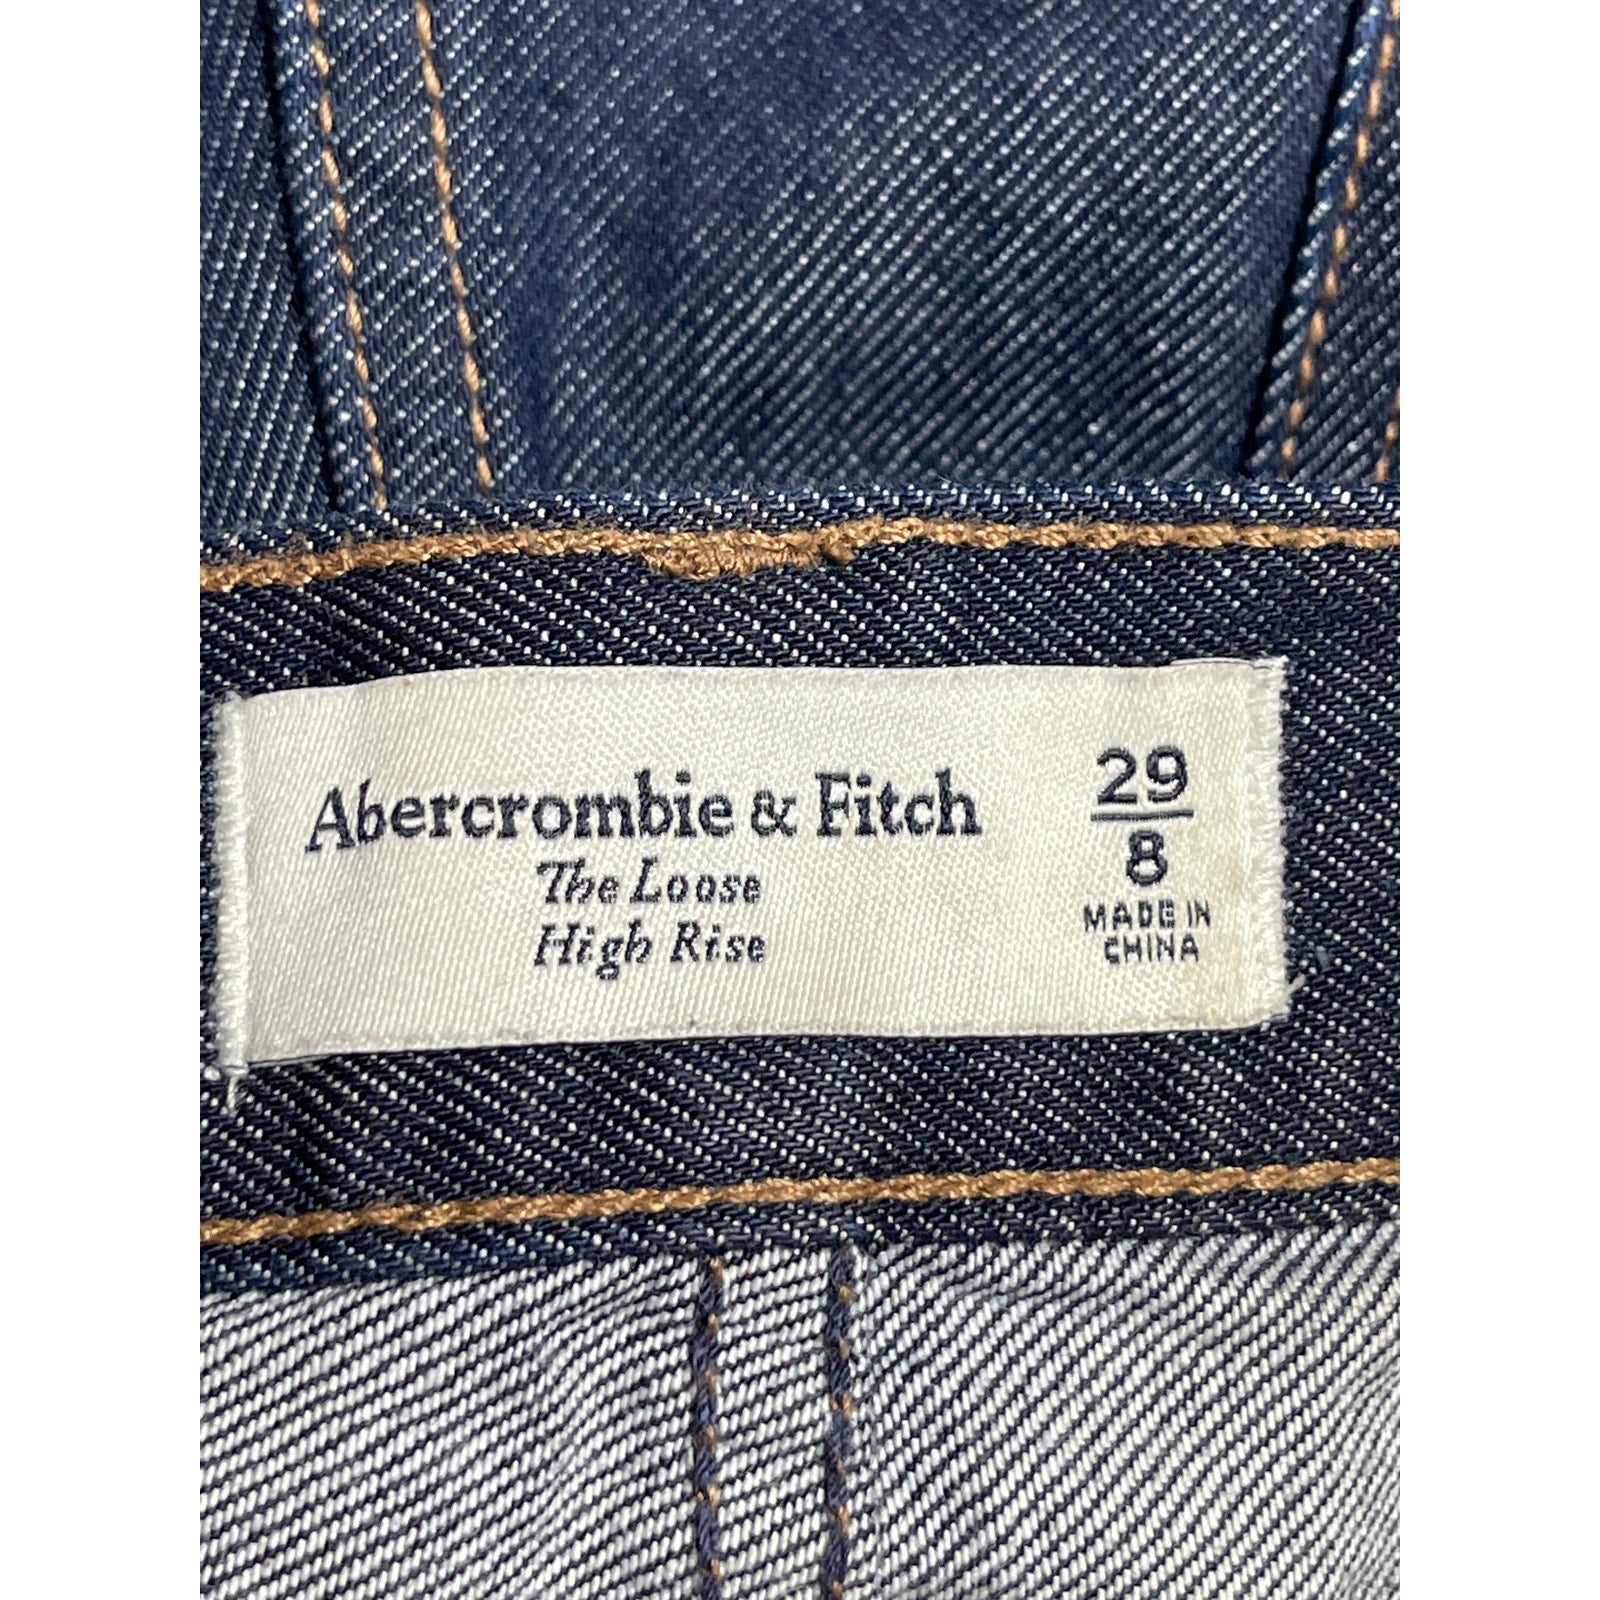 Abercrombie & Fitch
The Loose
High Rise
29
8
MADE IN
CHINA